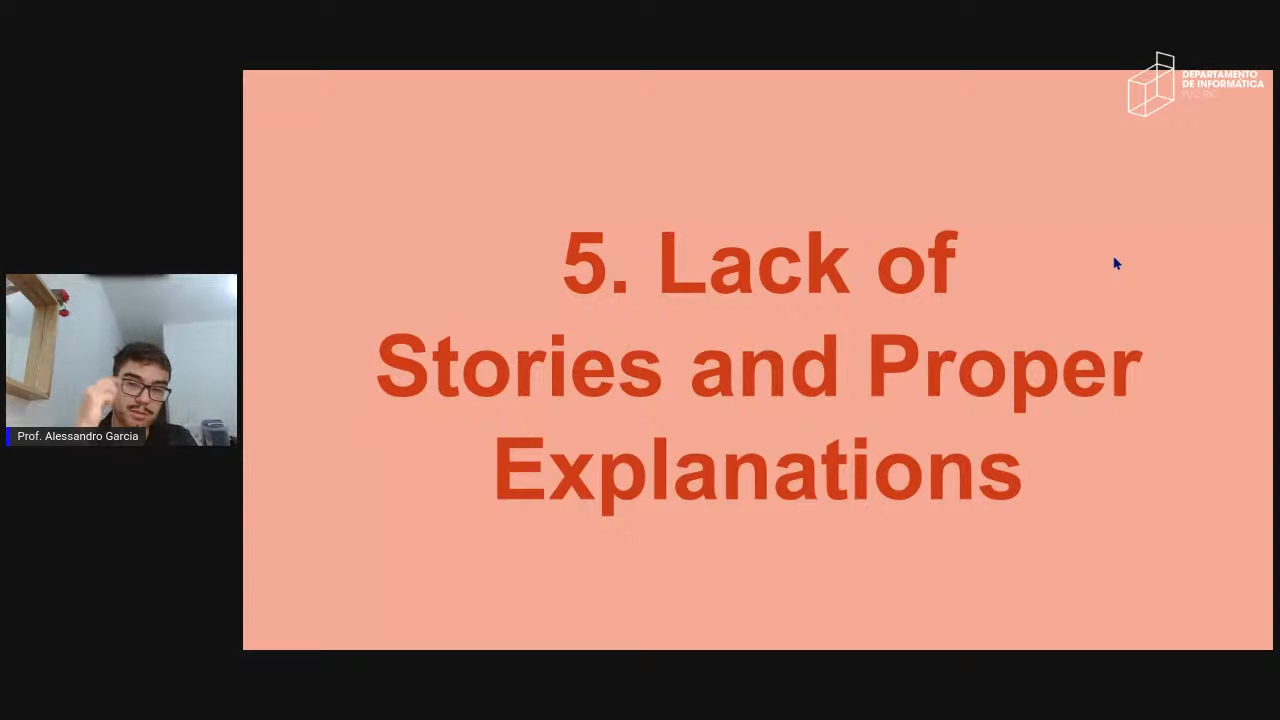 DEPARTAMENTO
DE INFORMÁTICA
5. Lack of
Stories and Proper
Explanations
Prof. Alessandro Garcia